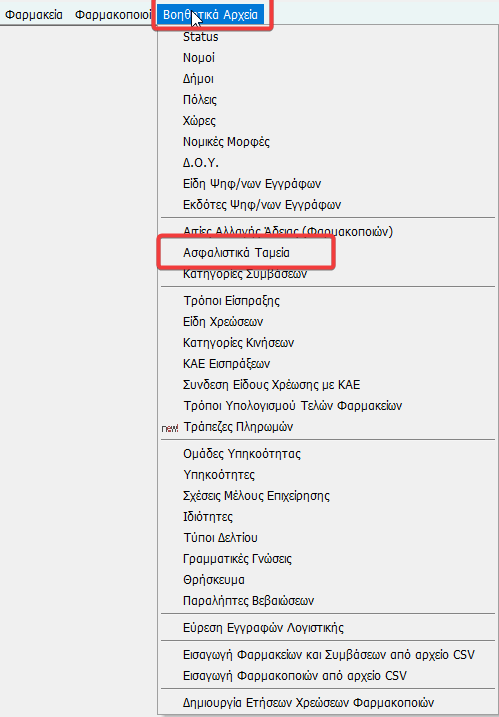 Φαρμακεία Φαρμακοποιοί Βοηθητικά Αρχεία
Status
Νομοί
Δήμοι
Πόλεις
Χώρες
Νομικές Μορφές
Δ.Ο.Υ.
Είδη Ψηφ/νων Εγγράφων
Εκδότες Ψηφ/νων Εγγράφων
Αιτίες Αλλαγής Άδειας (Φαρμακοποιών)
Ασφαλιστικά Ταμεία
Κατηγορίες Συμβάσεων
Τρόποι Είσπραξης
Είδη Χρεώσεων
Κατηγορίες Κινήσεων
ΚΑΕ Εισπράξεων
Συνδεση Είδους Χρέωσης με ΚΑΕ
Τρόποι Υπολογισμού Τελών Φαρμακείων
new! Τράπεζες Πληρωμών
Ομάδες Υπηκοότητας
Υπηκοότητες
Σχέσεις Μέλους Επιχείρησης
Ιδιότητες
Τύποι Δελτίου
Γραμματικές Γνώσεις
Θρήσκευμα
Παραλήπτες Βεβαιώσεων
Εύρεση Εγγραφών Λογιστικής
Εισαγωγή Φαρμακείων και Συμβάσεων από αρχείο CSV
Εισαγωγή Φαρμακοποιών από αρχείο CSV
Δημιουργια Ετήσεων Χρεώσεων Φαρμακοποιών